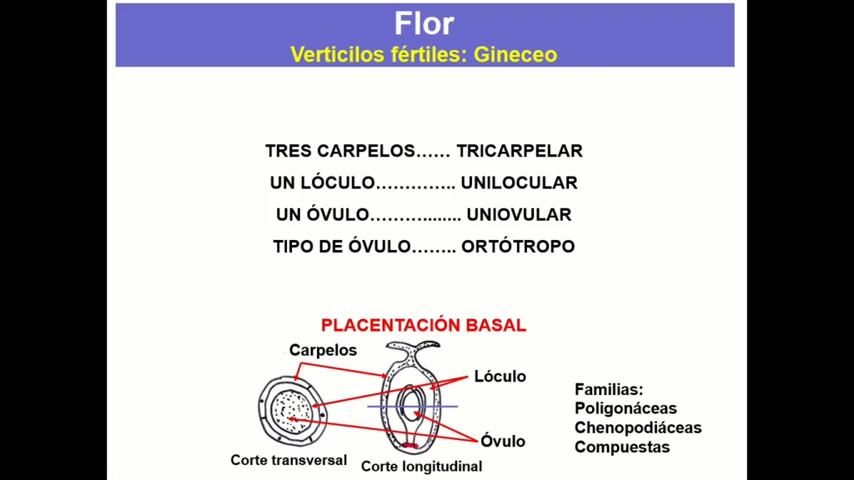 Flor
Verticilos fértiles: Gineceo
TRES CARPELOS…… TRICARPELAR
UN LÓCULO………….. UNILOCULAR
UN ÓVULO………........ UNIOVULAR
TIPO DE ÓVULO…….. ORTÓTROPO
PLACENTACIÓN BASAL
Carpelos
Lóculo
Óvulo
Corte transversal
Corte longitudinal
Familias:
Poligonáceas
Chenopodiáceas
Compuestas